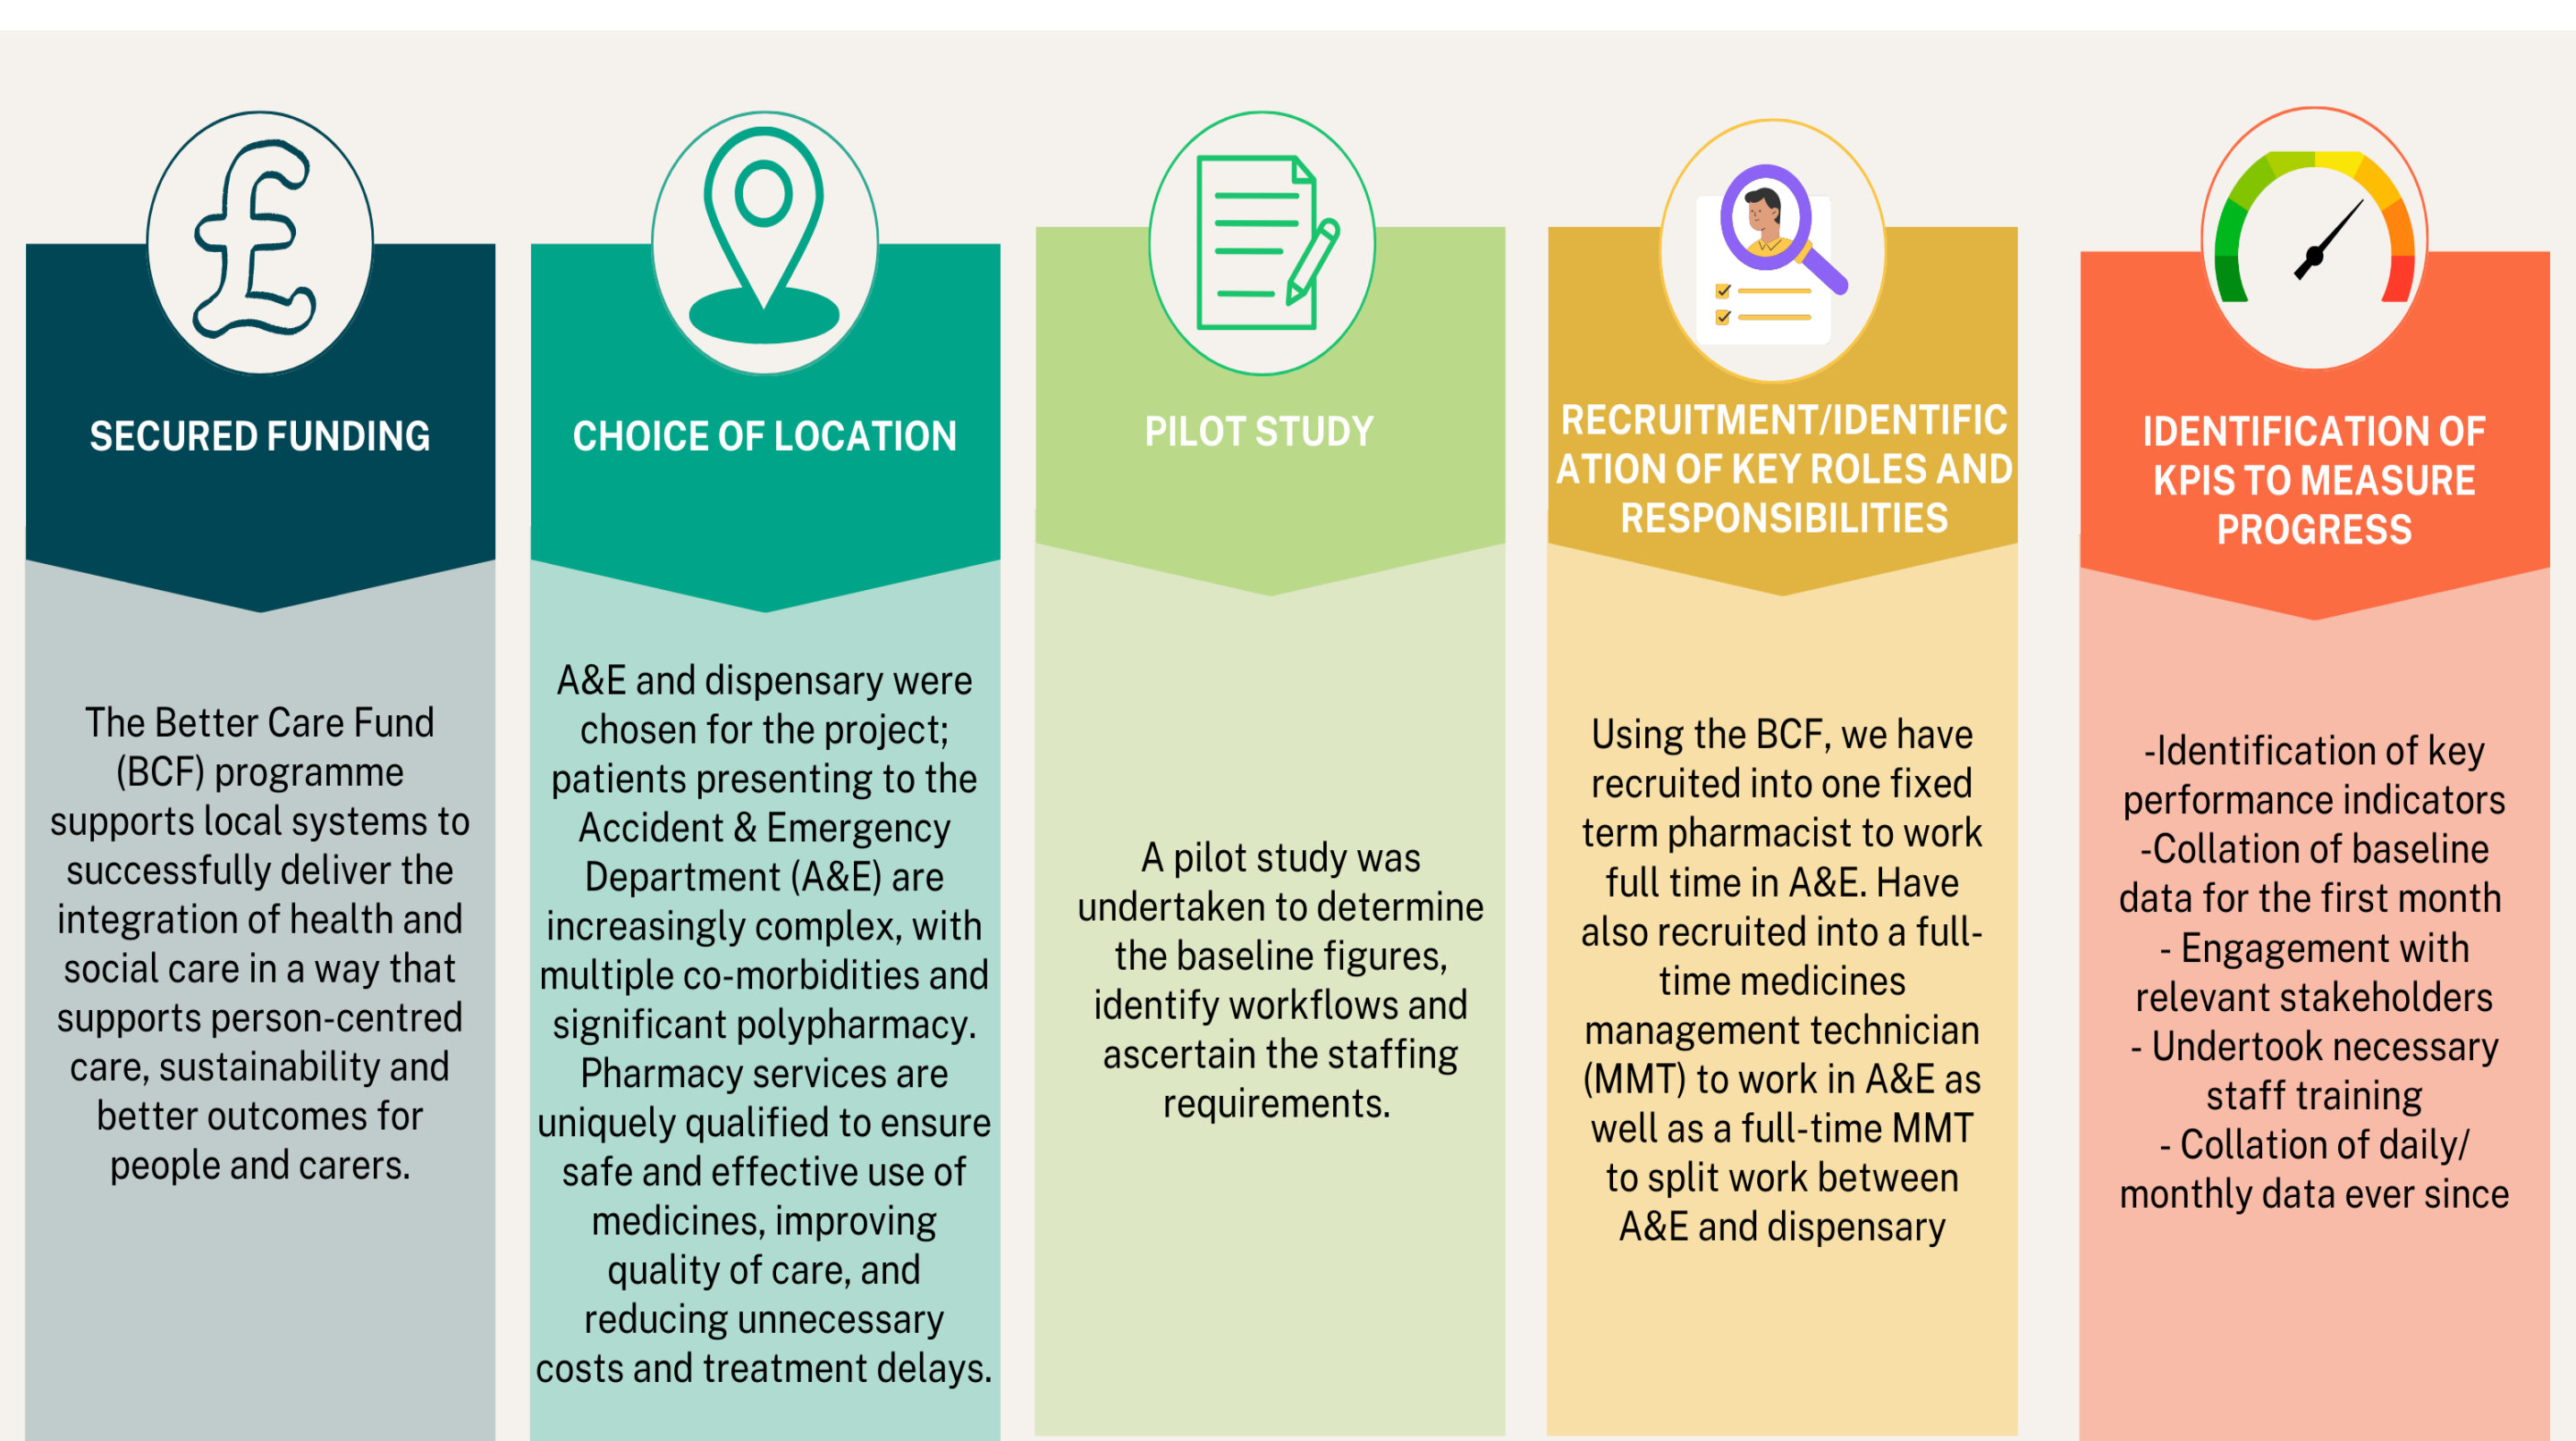 SECURED FUNDING
The Better Care Fund
(BCF) programme
supports local systems to
successfully deliver the
integration of health and
social care in a way that
supports person-centred
care, sustainability and
better outcomes for
people and carers.
CHOICE OF LOCATION
A&E and dispensary were
chosen for the project;
patients presenting to the
Accident & Emergency
Department (A&E) are
increasingly complex, with
multiple co-morbidities and
significant polypharmacy.
Pharmacy services are
uniquely qualified to ensure
safe and effective use of
medicines, improving
quality of care, and
reducing unnecessary
costs and treatment delays.
PILOT STUDY
A pilot study was
undertaken to determine
the baseline figures,
identify workflows and
ascertain the staffing
requirements.
RECRUITMENT/IDENTIFIC
ATION OF KEY ROLES AND
RESPONSIBILITIES
Using the BCF, we have
recruited into one fixed
term pharmacist to work
full time in A&E. Have
also recruited into a full-
time medicines
management technician
(MMT) to work in A&E as
well as a full-time MMT
to split work between
A&E and dispensary
IDENTIFICATION OF
KPIS TO MEASURE
PROGRESS
-Identification of key
performance indicators
-Collation of baseline
data for the first month
- Engagement with
relevant stakeholders
- Undertook necessary
staff training
- Collation of daily/
monthly data ever since